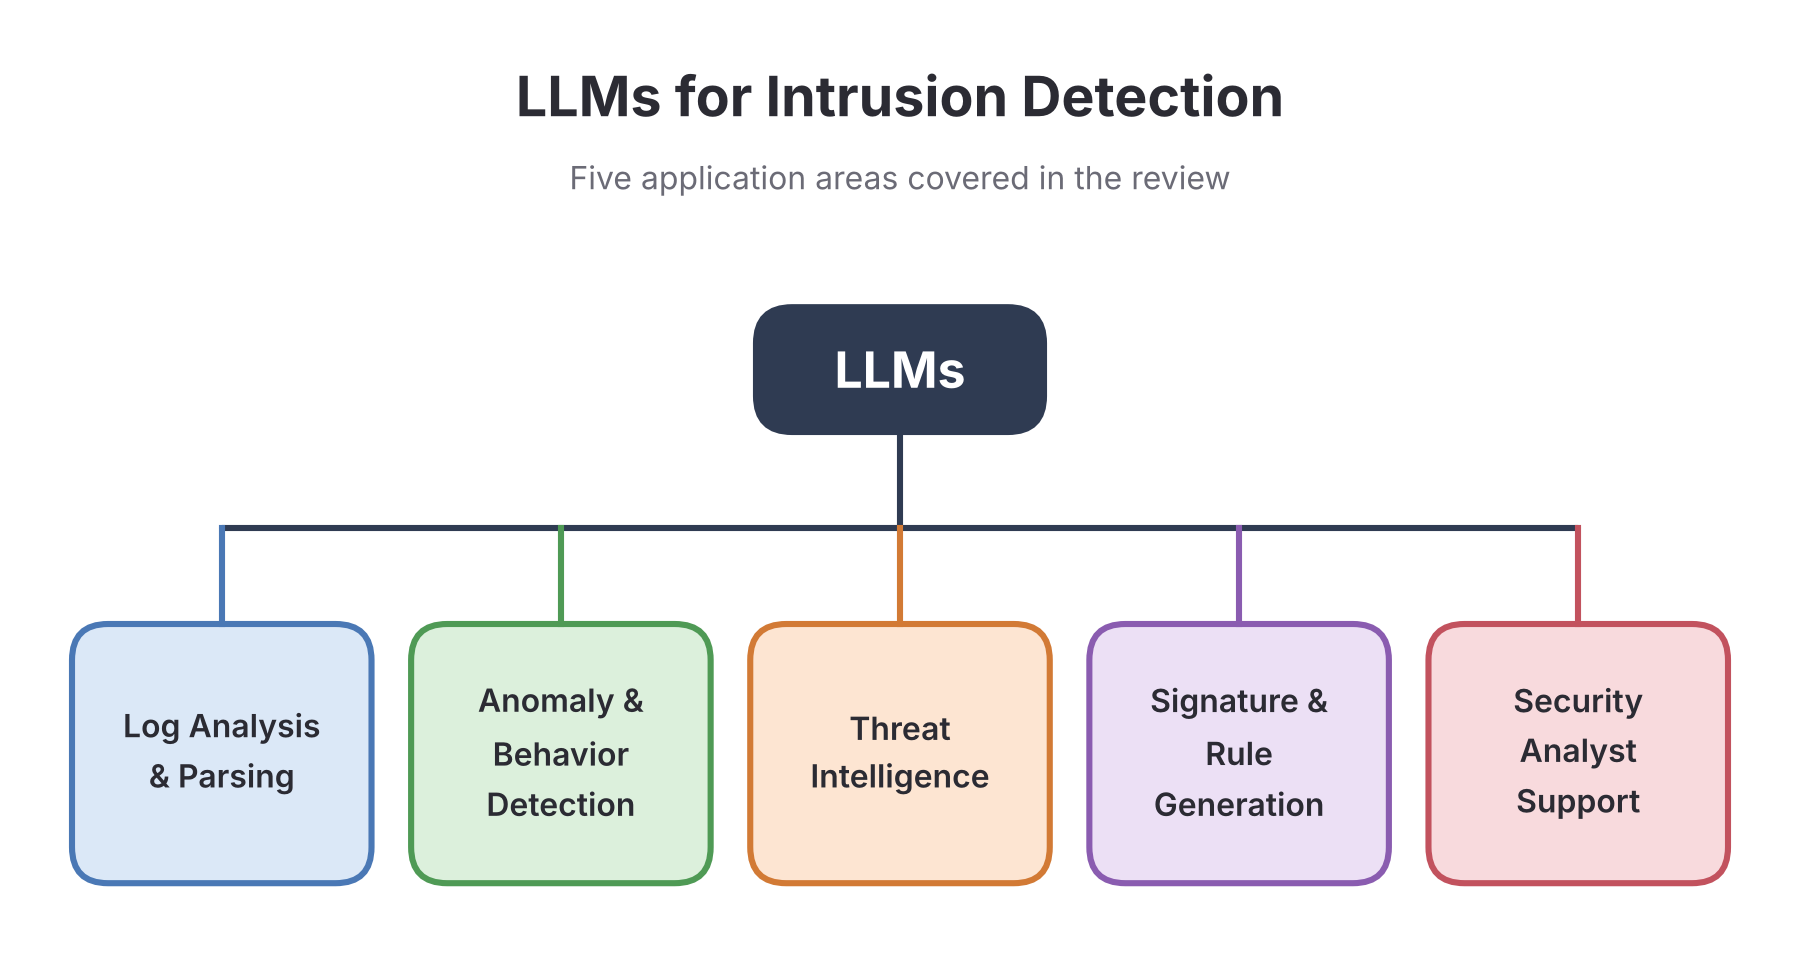 LLMs for Intrusion Detection
Five application areas covered in the review
LLMs
Log Analysis
& Parsing
Anomaly &
Behavior
Detection
Threat
Intelligence
Signature &
Rule
Generation
Security
Analyst
Support